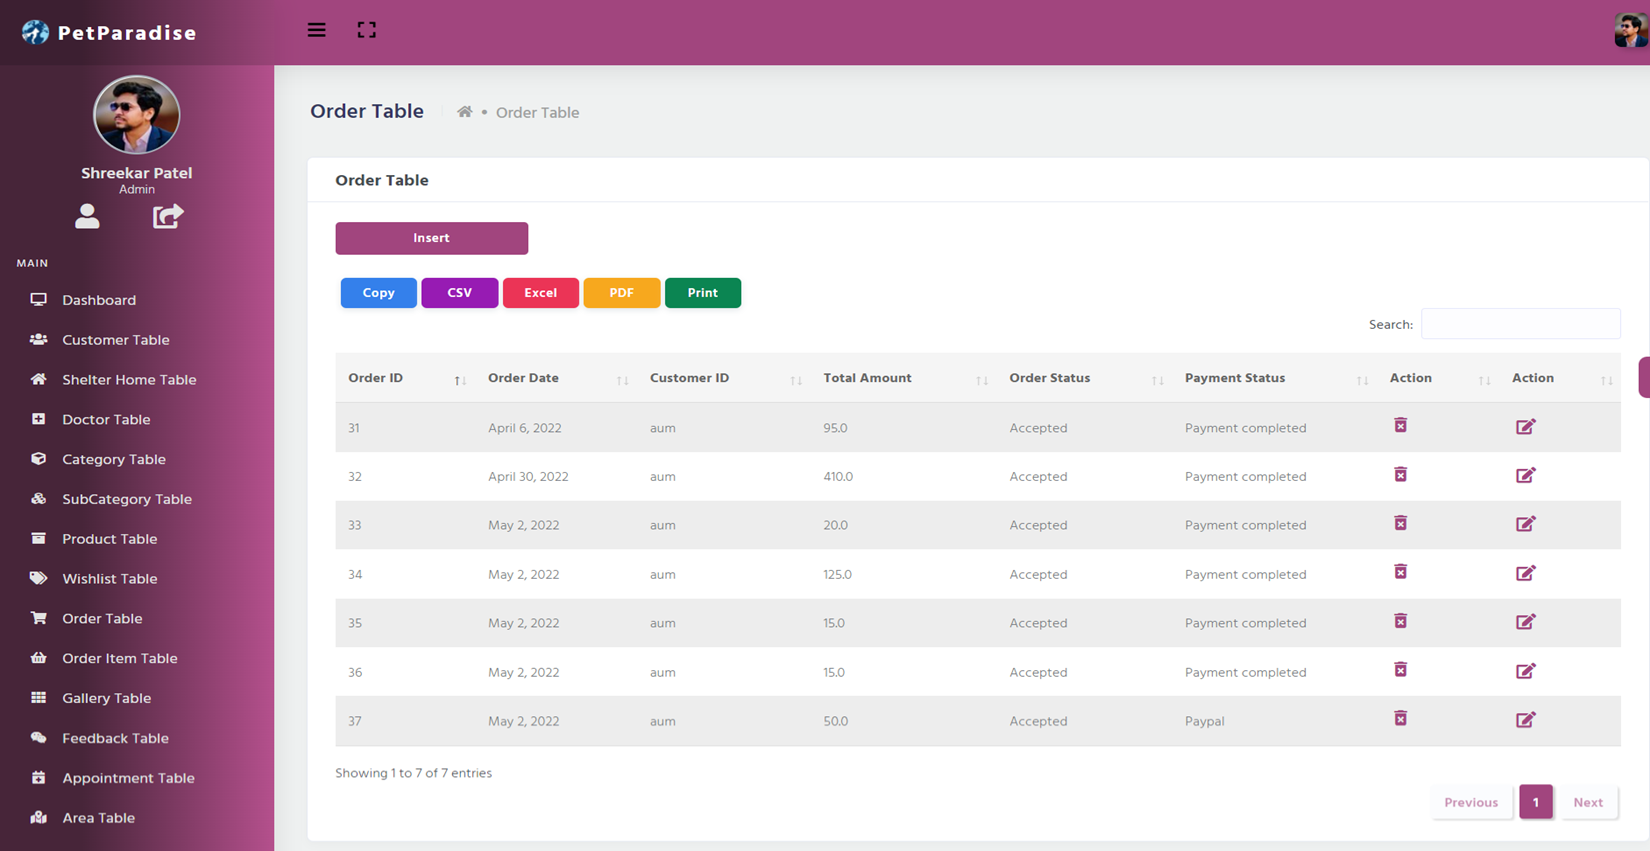 PetParadise
Shreekar Patel
Admin
MAIN
Dashboard
Customer Table
Shelter Home Table
Doctor Table
Category Table
SubCategory Table
Product Table
Wishlist Table
Order Table
Order Item Table
Gallery Table
Feedback Table
Appointment Table
Area Table
Order Table • Order Table
Order Table
Insert
Copy CSV Excel PDF Print
Search:
Order ID Order Date Customer ID Total Amount Order Status Payment Status Action Action
31 April 6, 2022 aum 95.0 Accepted Payment completed
32 April 30, 2022 aum 410.0 Accepted Payment completed
33 May 2, 2022 aum 20.0 Accepted Payment completed
34 May 2, 2022 aum 125.0 Accepted Payment completed
35 May 2, 2022 aum 15.0 Accepted Payment completed
36 May 2, 2022 aum 15.0 Accepted Payment completed
37 May 2, 2022 aum 50.0 Accepted Paypal
Showing 1 to 7 of 7 entries
Previous 1 Next